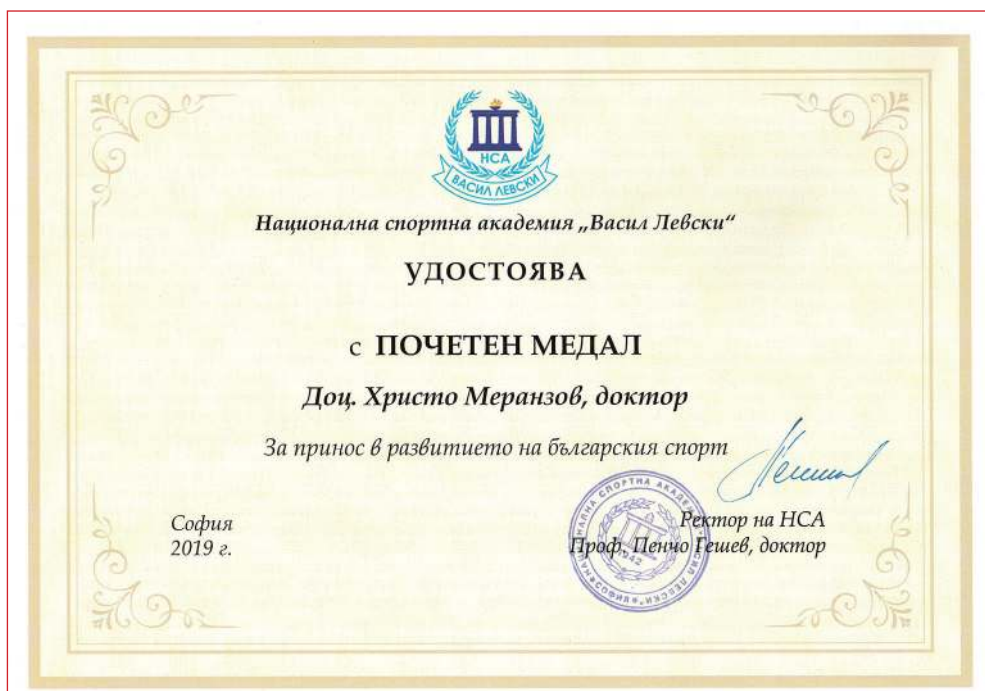 НСА
ВАСИЛ ЛЕВСКИ
Национална спортна академия „Васил Левски“
УДОСТОЯВА
с ПОЧЕТЕН МЕДАЛ
Доц. Христо Меранзов, доктор
За принос в развитието на българския спорт
София
2019 г.
Ректор на НСА
Проф. Пенчо Гешев, доктор
1942